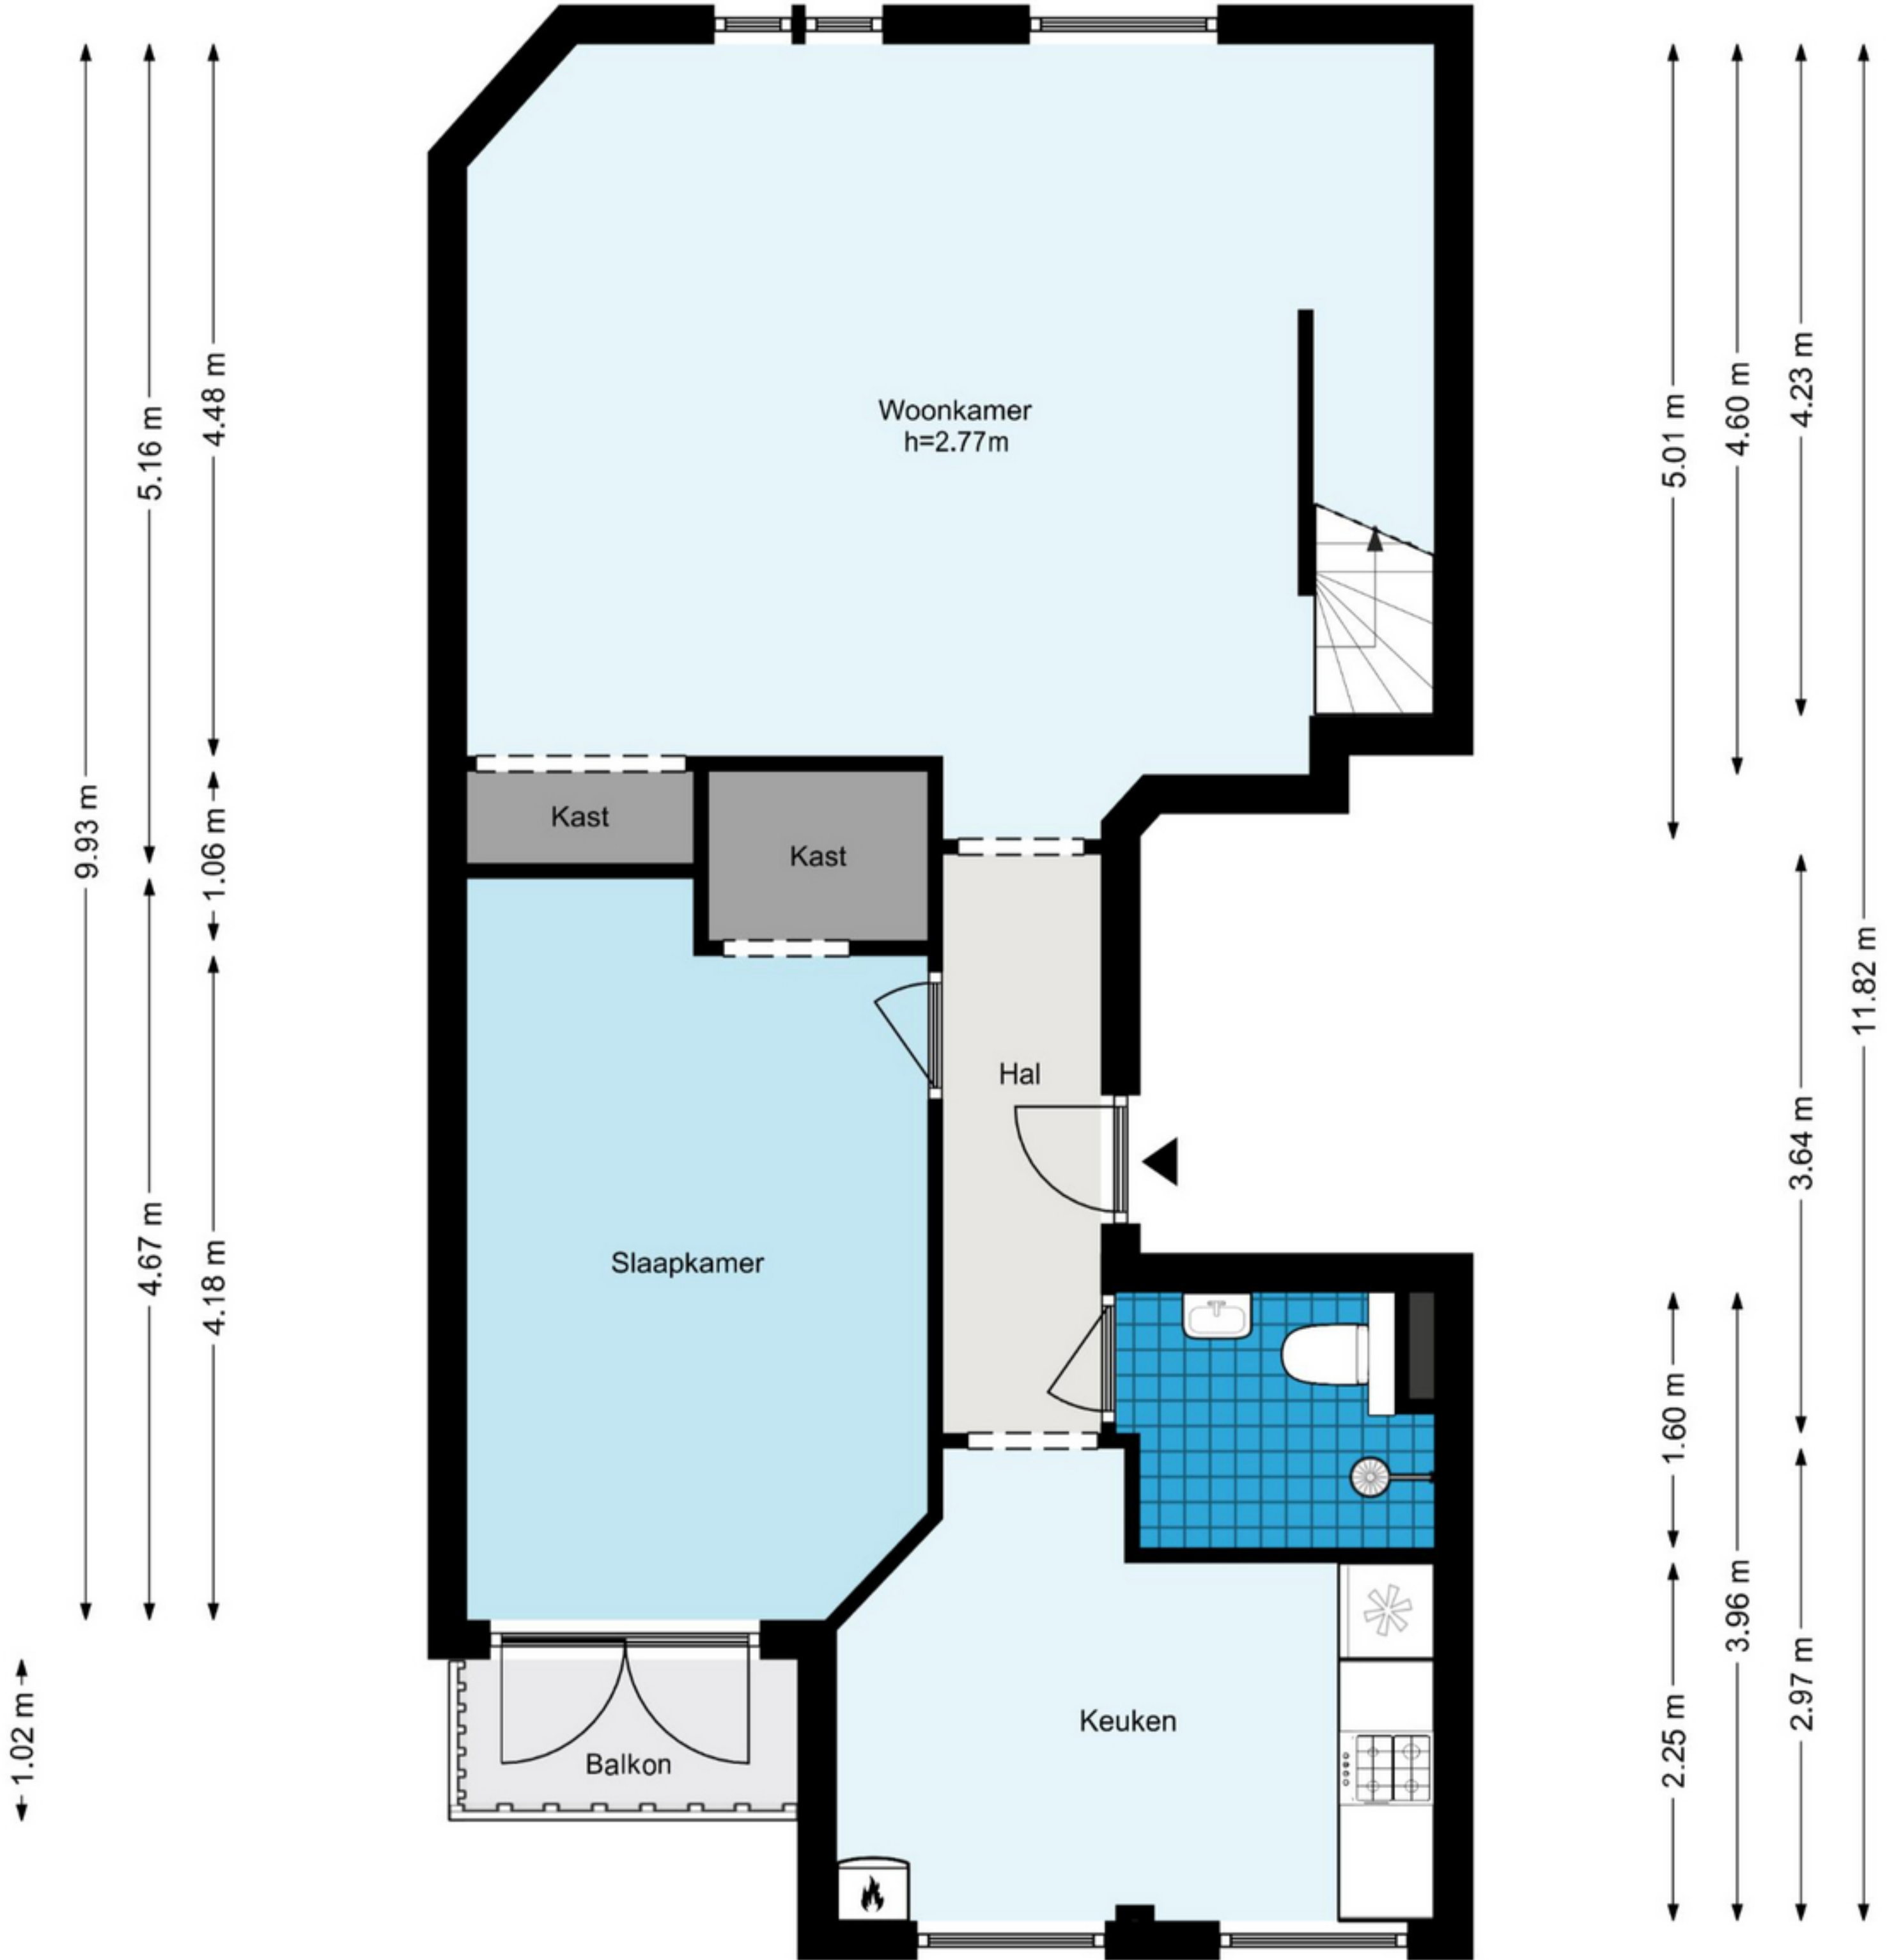 Woonkamer
h=2.77m
Kast
Kast
Hal
Slaapkamer
Keuken
Balkon
9.93 m
5.16 m
4.48 m
1.06 m
4.67 m
4.18 m
1.02 m
5.01 m
4.60 m
4.23 m
11.82 m
3.64 m
1.60 m
3.96 m
2.97 m
2.25 m